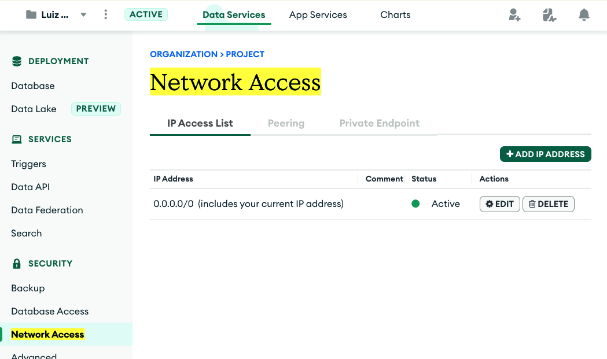 Luiz ...
ACTIVE
Data Services
App Services
Charts
DEPLOYMENT
Database
Data Lake
PREVIEW
SERVICES
Triggers
Data API
Data Federation
Search
SECURITY
Backup
Database Access
Network Access
Advanced
ORGANIZATION > PROJECT
Network Access
IP Access List
Peering
Private Endpoint
+ ADD IP ADDRESS
IP Address Comment Status Actions
0.0.0.0/0 (includes your current IP address) Active EDIT DELETE